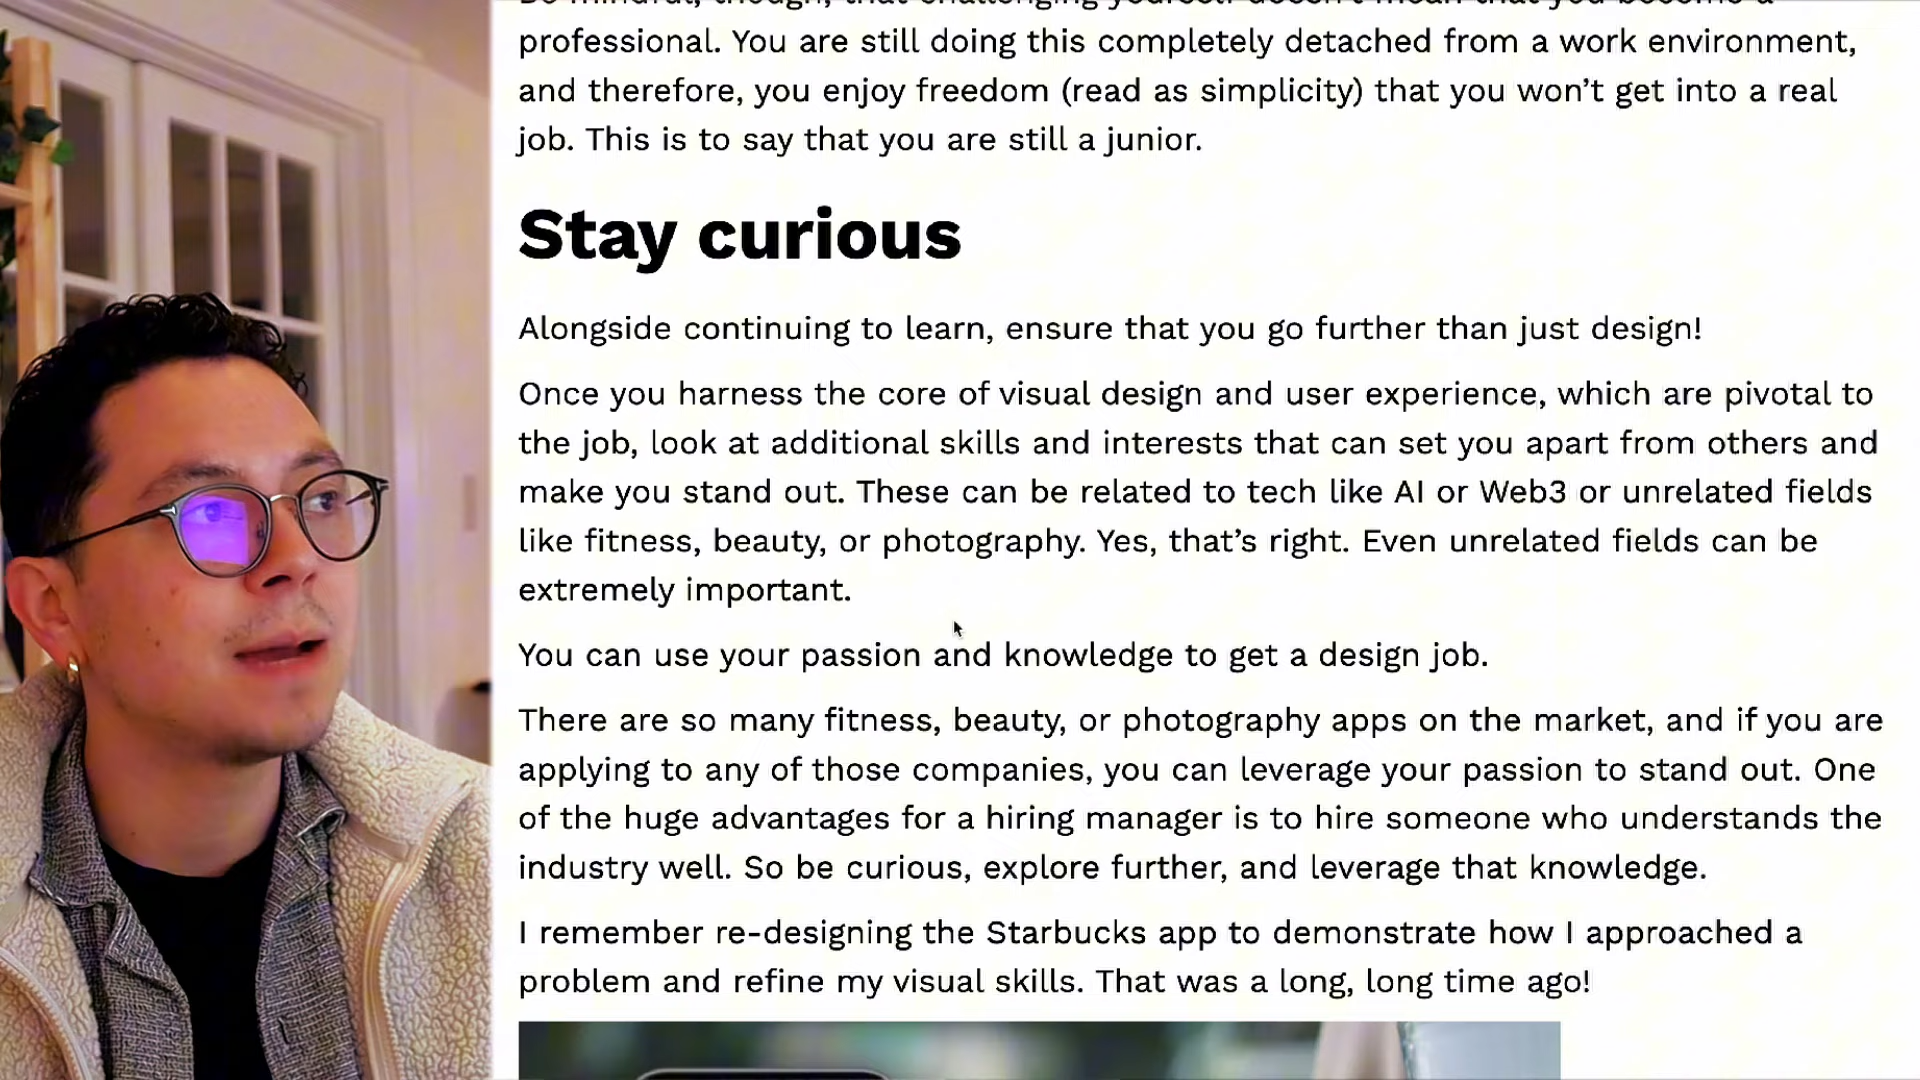 professional. You are still doing this completely detached from a work environment,
and therefore, you enjoy freedom (read as simplicity) that you won’t get into a real
job. This is to say that you are still a junior.
Stay curious
Alongside continuing to learn, ensure that you go further than just design!
Once you harness the core of visual design and user experience, which are pivotal to
the job, look at additional skills and interests that can set you apart from others and
make you stand out. These can be related to tech like AI or Web3 or unrelated fields
like fitness, beauty, or photography. Yes, that’s right. Even unrelated fields can be
extremely important.
You can use your passion and knowledge to get a design job.
There are so many fitness, beauty, or photography apps on the market, and if you are
applying to any of those companies, you can leverage your passion to stand out. One
of the huge advantages for a hiring manager is to hire someone who understands the
industry well. So be curious, explore further, and leverage that knowledge.
I remember re-designing the Starbucks app to demonstrate how I approached a
problem and refine my visual skills. That was a long, long time ago!